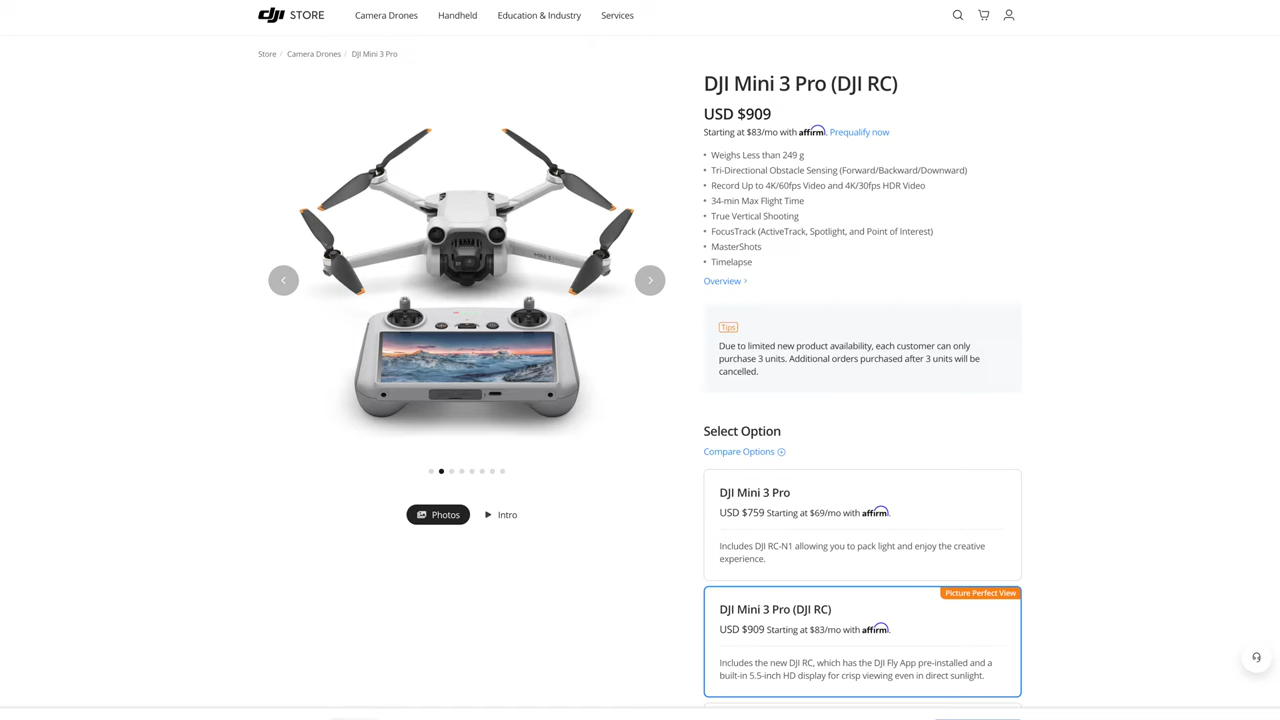 dji STORE
Camera Drones
Handheld
Education & Industry
Services
Store / Camera Drones / DJI Mini 3 Pro
DJI Mini 3 Pro (DJI RC)
USD $909
Starting at $83/mo with affirm. Prequalify now
• Weighs Less than 249 g
• Tri-Directional Obstacle Sensing (Forward/Backward/Downward)
• Record Up to 4K/60fps Video and 4K/30fps HDR Video
• 34-min Max Flight Time
• True Vertical Shooting
• FocusTrack (ActiveTrack, Spotlight, and Point of Interest)
• MasterShots
• Timelapse
Overview >
Tips
Due to limited new product availability, each customer can only
purchase 3 units. Additional orders purchased after 3 units will be
cancelled.
Photos
Intro
Select Option
Compare Options
DJI Mini 3 Pro
USD $759 Starting at $69/mo with affirm.
Includes DJI RC-N1 allowing you to pack light and enjoy the creative
experience.
Picture Perfect View
DJI Mini 3 Pro (DJI RC)
USD $909 Starting at $83/mo with affirm.
Includes the new DJI RC, which has the DJI Fly App pre-installed and a
built-in 5.5-inch HD display for crisp viewing even in direct sunlight.